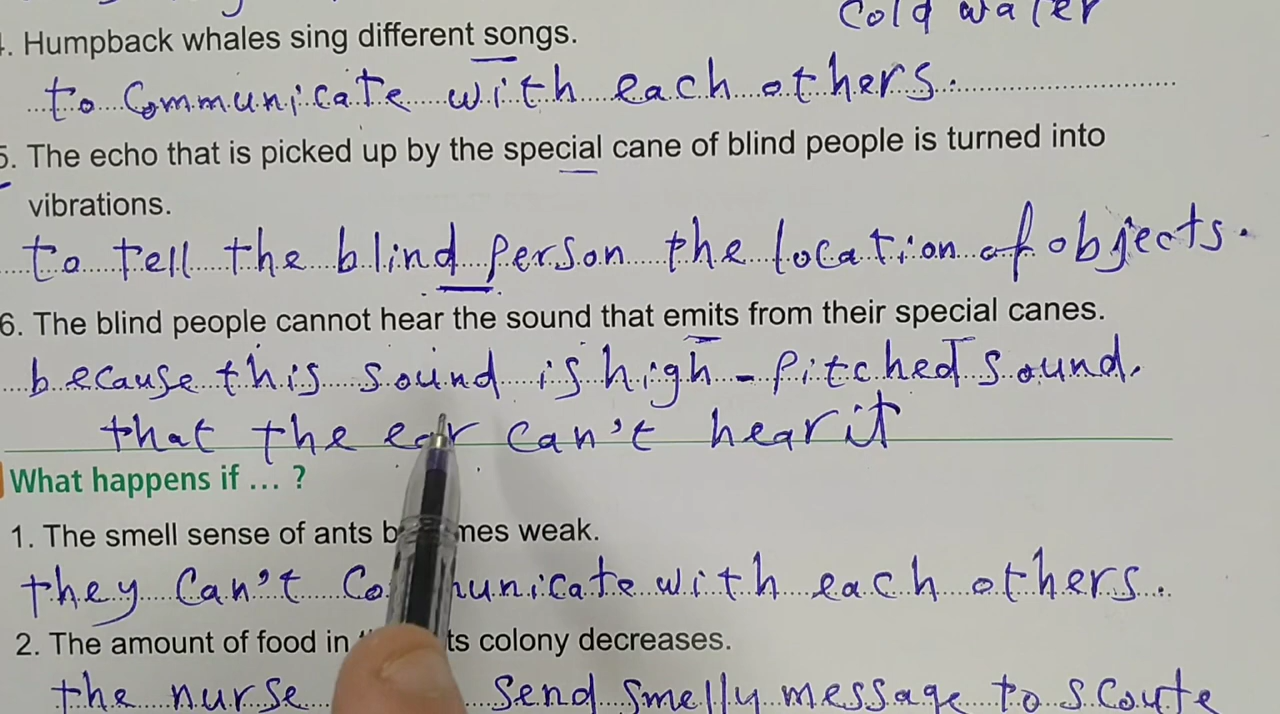 cold water
4. Humpback whales sing different songs.
to communicate with each others.
5. The echo that is picked up by the special cane of blind people is turned into
vibrations.
to tell the blind person the location of objects.
6. The blind people cannot hear the sound that emits from their special canes.
because this sound is high-pitched sound.
that the ear can't hear it
What happens if ... ?
1. The smell sense of ants weak.
they can't communicate with each others.
2. The amount of food in colony decreases.
the nurse send smelly message to scoute